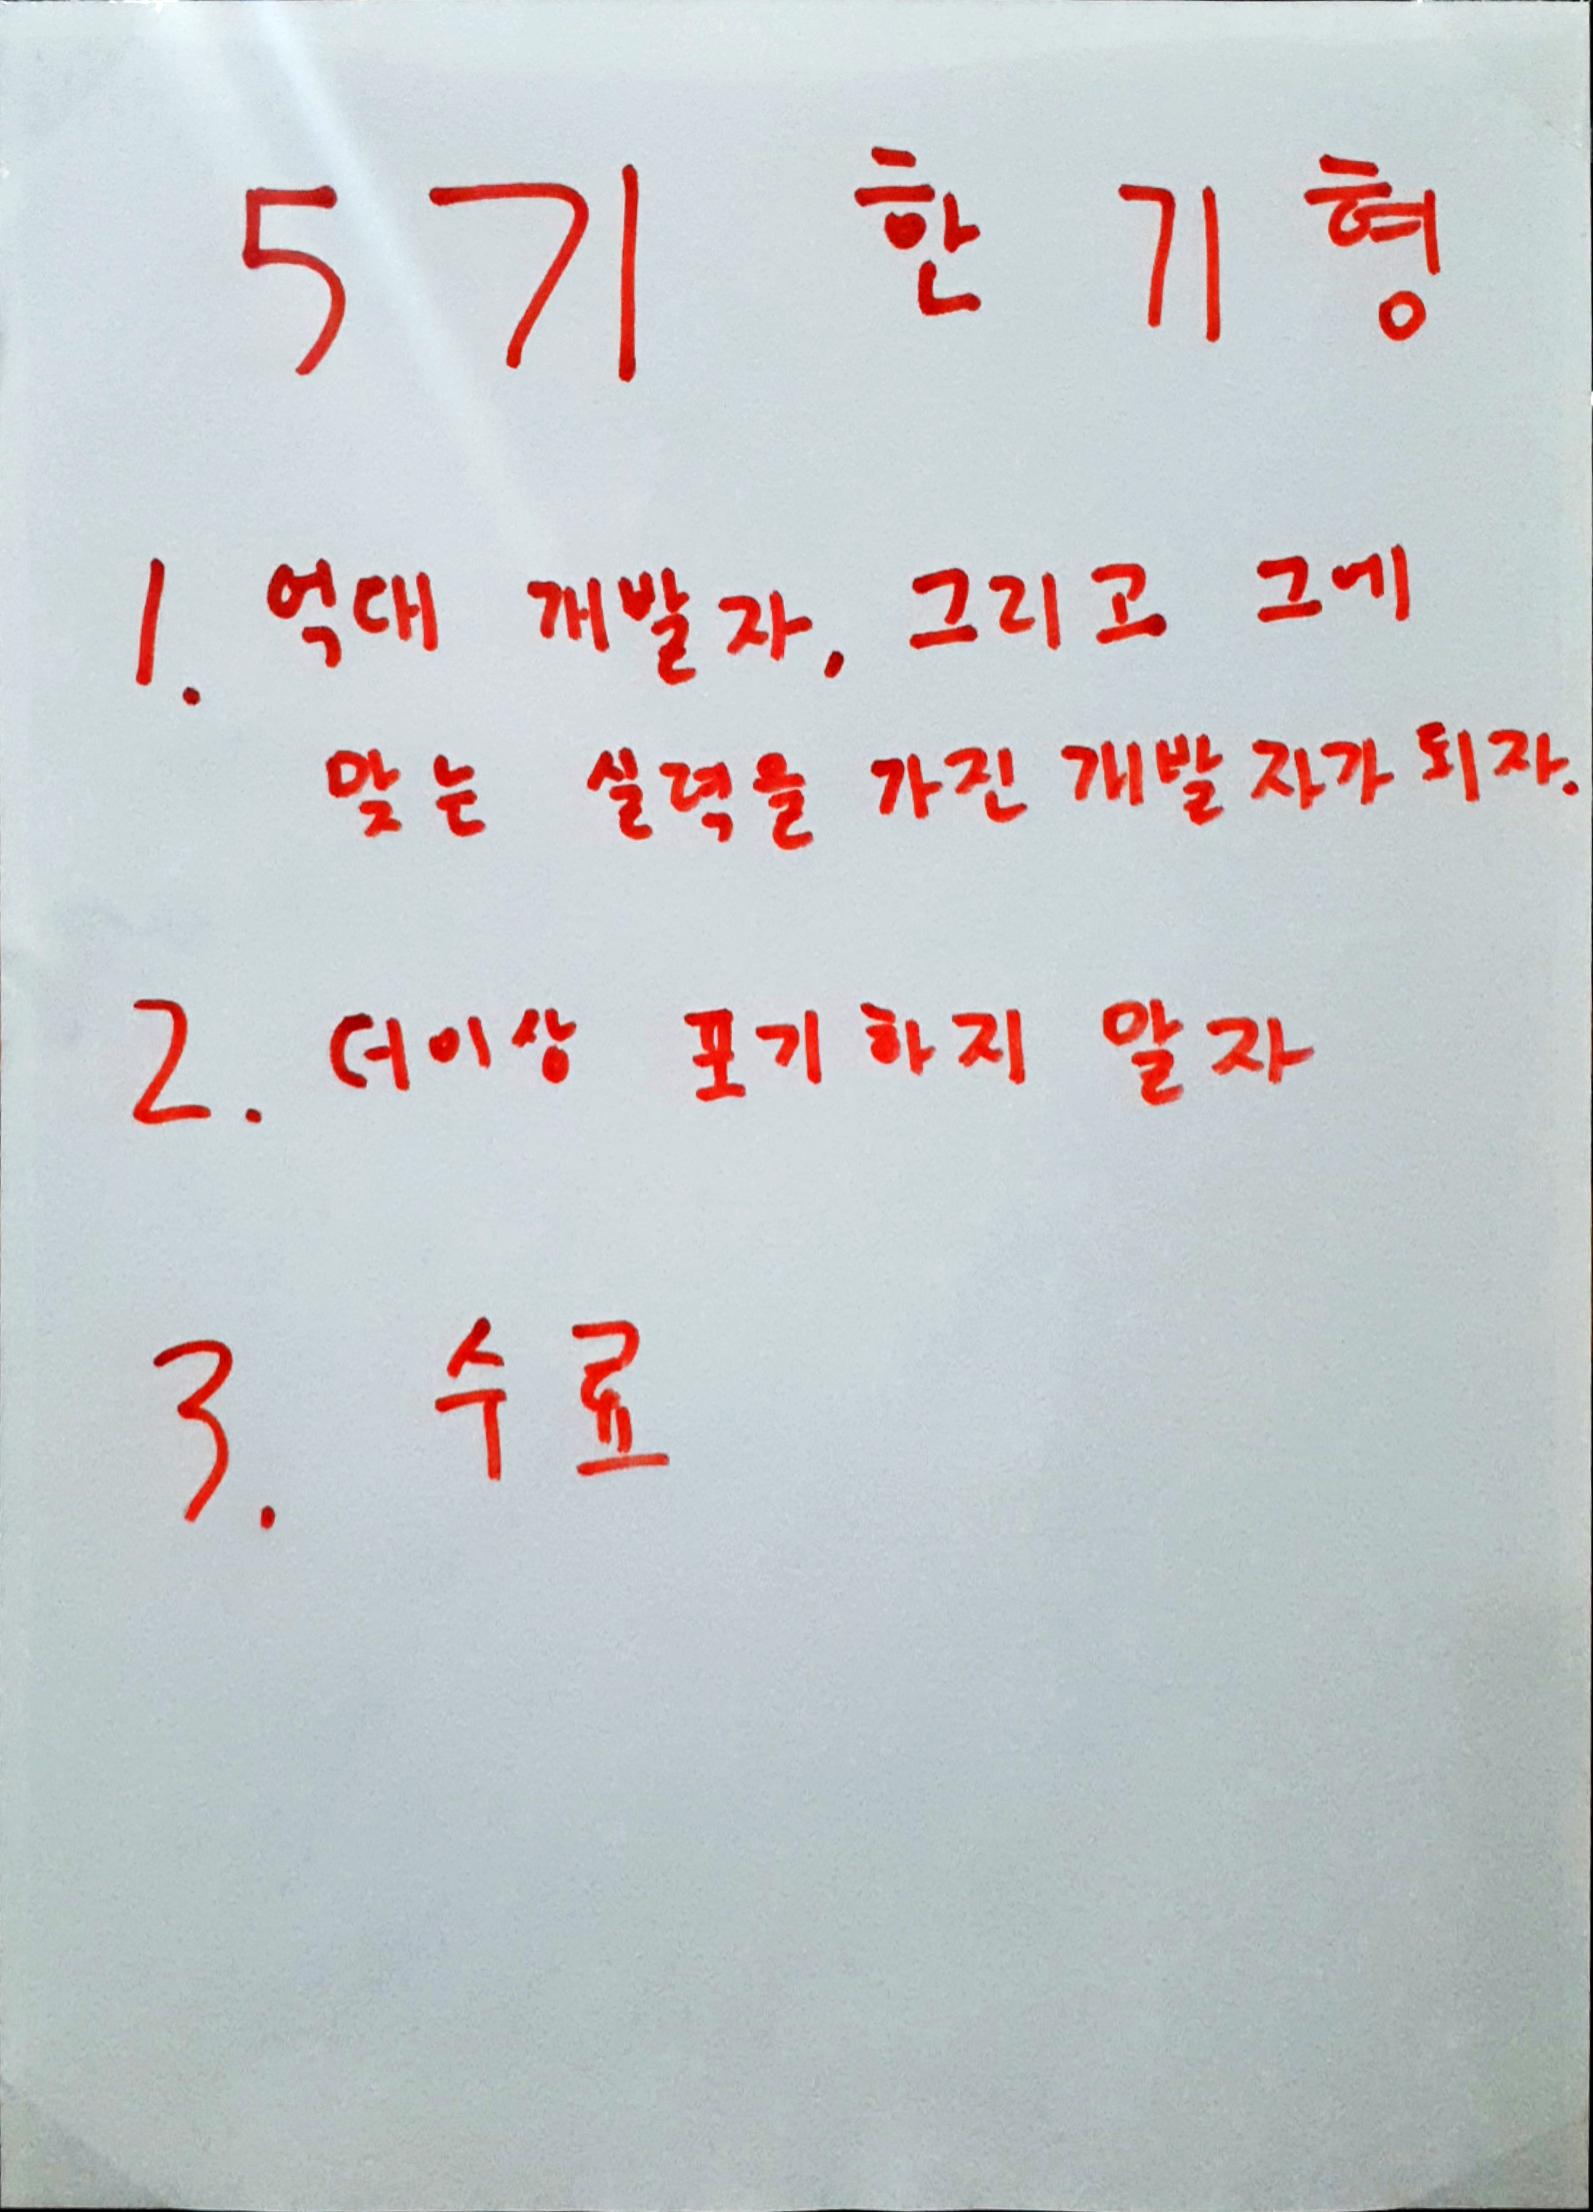 5기 한기형
1. 억대 개발자, 그리고 그에
맞는 실력을 가진 개발자가 되자.
2. 더이상 포기하지 말자
3. 수료